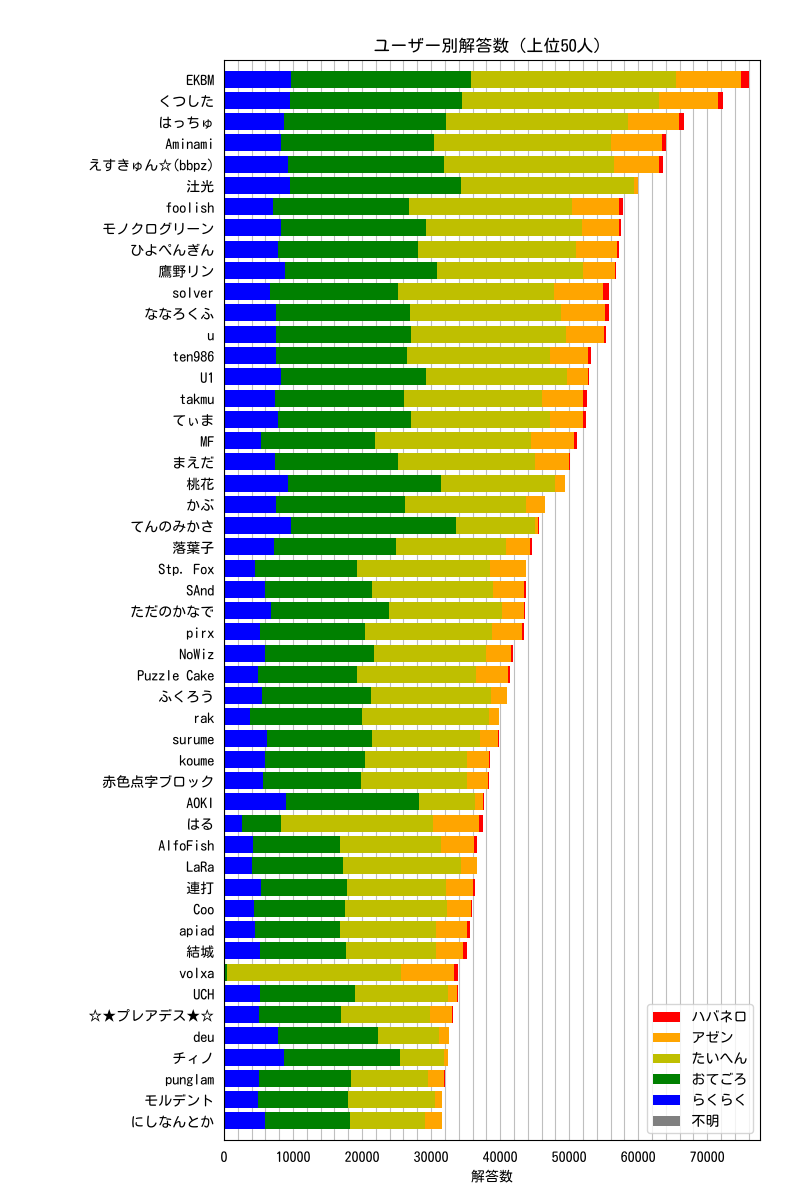 ユーザー別解答数 (上位50人)
EKBM
くつした
はっちゅ
Aminami
えすきゅん☆(bbpz)
辻光
foolish
モノクログリーン
ひよぺんぎん
鷹野リン
solver
ななろくふ
u
ten986
U1
takmu
てぃま
MF
まえだ
桃花
かぶ
てんのみかさ
落葉子
Stp. Fox
SAnd
ただのかなで
pirx
NoWiz
Puzzle Cake
ふくろう
rak
surume
koume
赤色点字ブロック
AOKI
はる
AlfoFish
LaRa
連打
Coo
apiad
結城
volxa
UCH
☆★プレアデス★☆
deu
チィノ
punglam
モルデント
にしなんとか
ハバネロ
アゼン
たいへん
おてごろ
らくらく
不明
0 10000 20000 30000 40000 50000 60000 70000
解答数